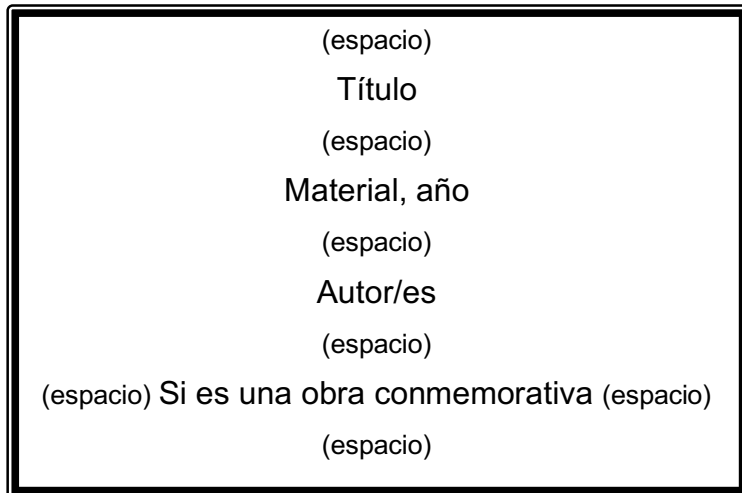 (espacio)
Título
(espacio)
Material, año
(espacio)
Autor/es
(espacio)
(espacio) Si es una obra conmemorativa (espacio)
(espacio)